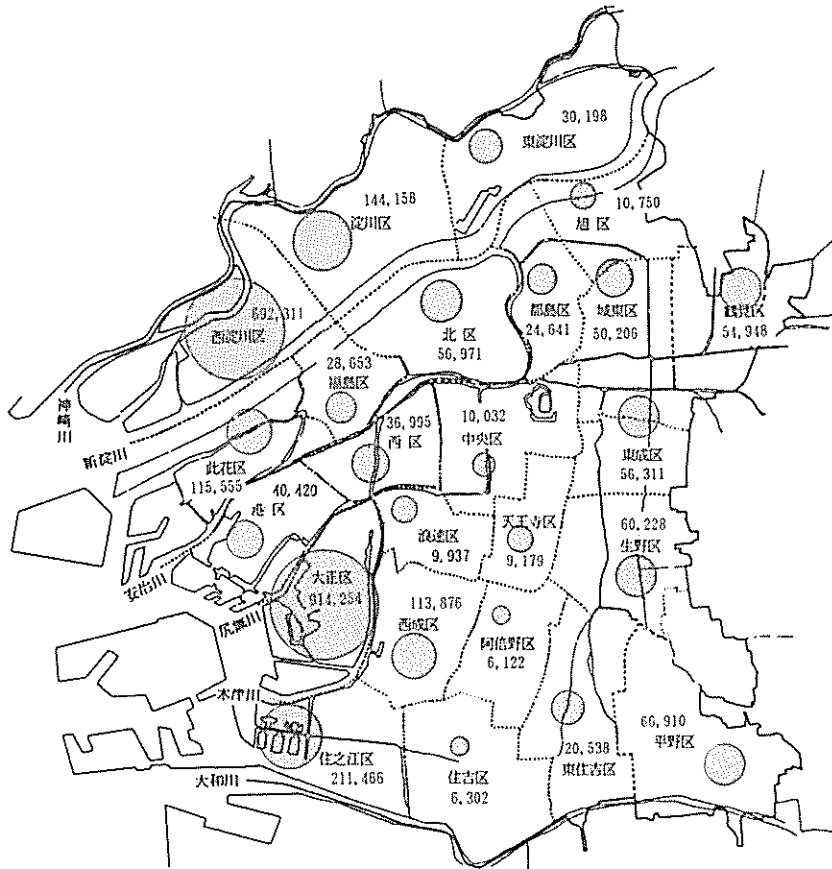 30,198
東淀川区
144,158
淀川区
10,750
旭区
692,311
西淀川区
北区
56,971
都島区
24,641
城東区
50,206
鶴見区
54,948
28,653
福島区
神崎川
新淀川
36,995
西区
10,032
中央区
東成区
56,311
此花区
115,555
40,420
港区
浪速区
9,937
天王寺区
9,179
60,228
生野区
安治川
大正区
914,254
尻無川
113,876
西成区
阿倍野区
6,122
木津川
住之江区
211,466
大和川
住吉区
6,302
20,538
東住吉区
66,910
平野区